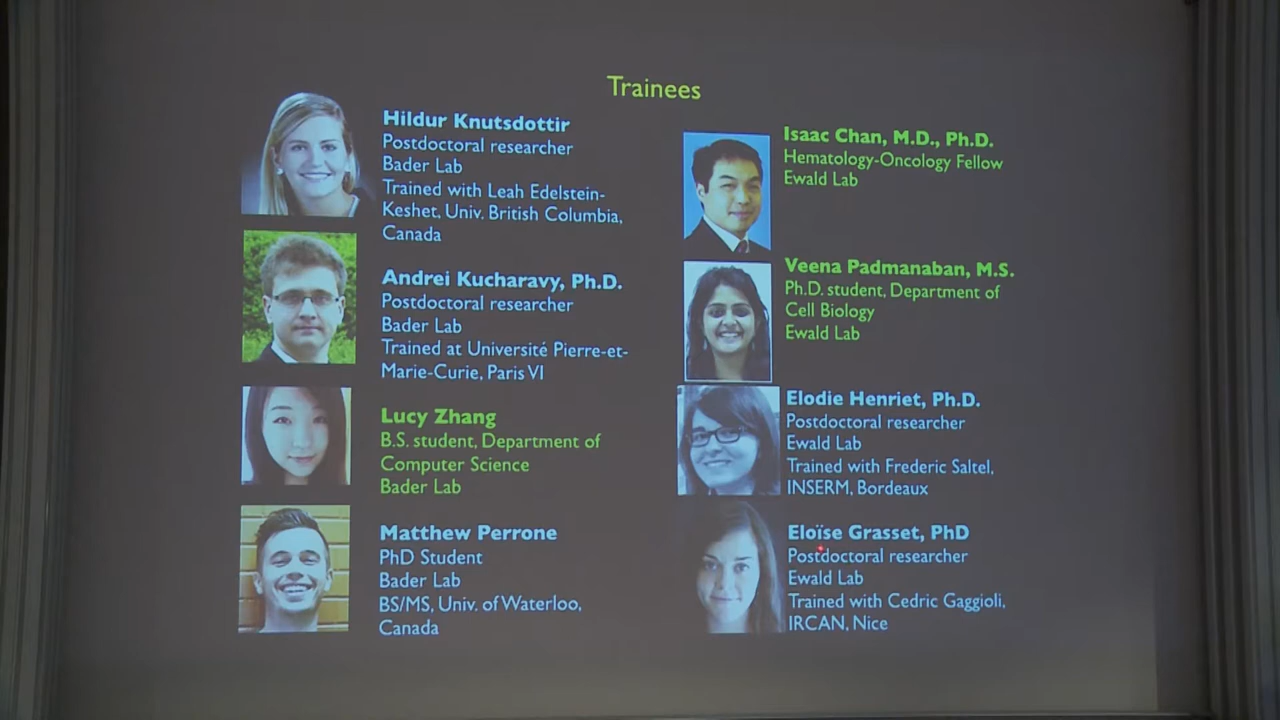 Trainees
Hildur Knutsdottir
Postdoctoral researcher
Bader Lab
Trained with Leah Edelstein-
Keshet, Univ. British Columbia,
Canada
Andrei Kucharavy, Ph.D.
Postdoctoral researcher
Bader Lab
Trained at Université Pierre-et-
Marie-Curie, Paris VI
Lucy Zhang
B.S. student, Department of
Computer Science
Bader Lab
Matthew Perrone
PhD Student
Bader Lab
BS/MS, Univ. of Waterloo,
Canada
Isaac Chan, M.D., Ph.D.
Hematology-Oncology Fellow
Ewald Lab
Veena Padmanaban, M.S.
Ph.D. student, Department of
Cell Biology
Ewald Lab
Elodie Henriet, Ph.D.
Postdoctoral researcher
Ewald Lab
Trained with Frederic Saltel,
INSERM, Bordeaux
Eloïse Grasset, PhD
Postdoctoral researcher
Ewald Lab
Trained with Cedric Gaggioli,
IRCAN, Nice